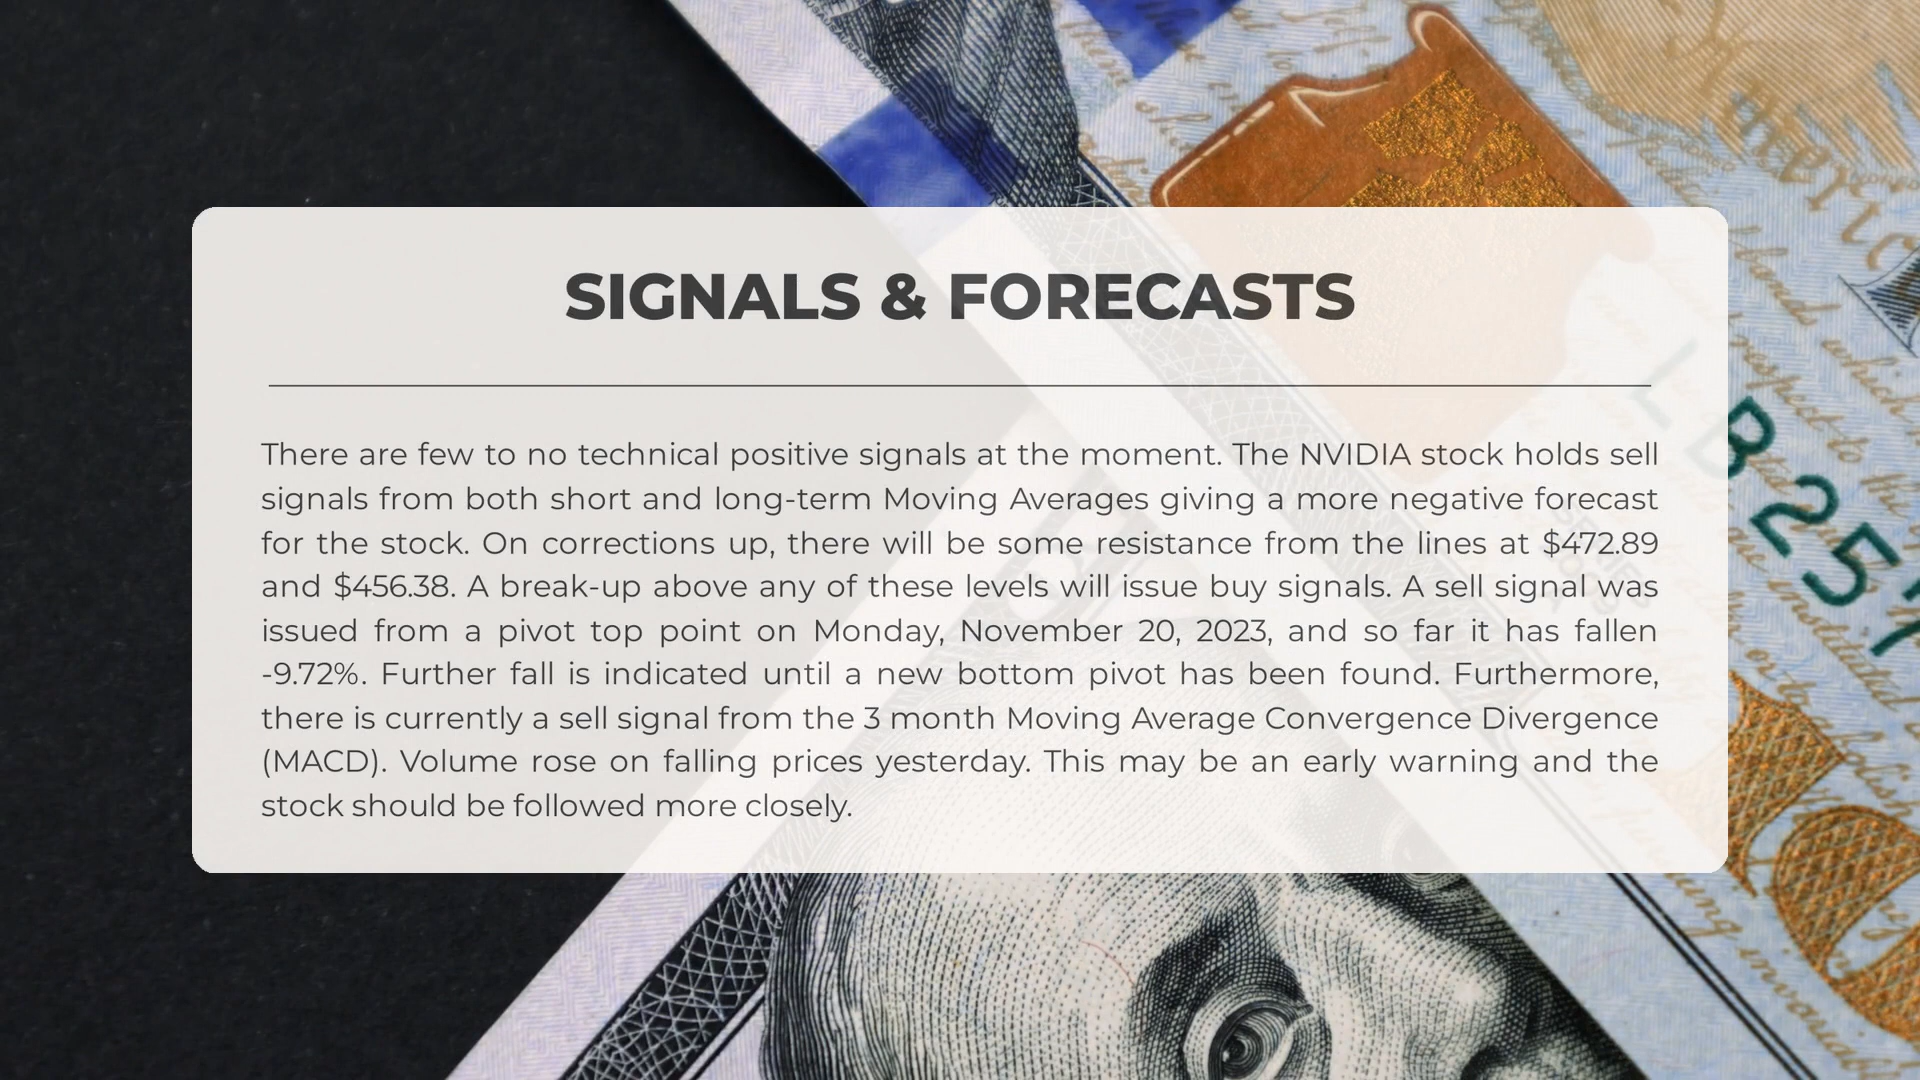 SIGNALS & FORECASTS
There are few to no technical positive signals at the moment. The NVIDIA stock holds sell
signals from both short and long-term Moving Averages giving a more negative forecast
for the stock. On corrections up, there will be some resistance from the lines at $472.89
and $456.38. A break-up above any of these levels will issue buy signals. A sell signal was
issued from a pivot top point on Monday, November 20, 2023, and so far it has fallen
-9.72%. Further fall is indicated until a new bottom pivot has been found. Furthermore,
there is currently a sell signal from the 3 month Moving Average Convergence Divergence
(MACD). Volume rose on falling prices yesterday. This may be an early warning and the
stock should be followed more closely.